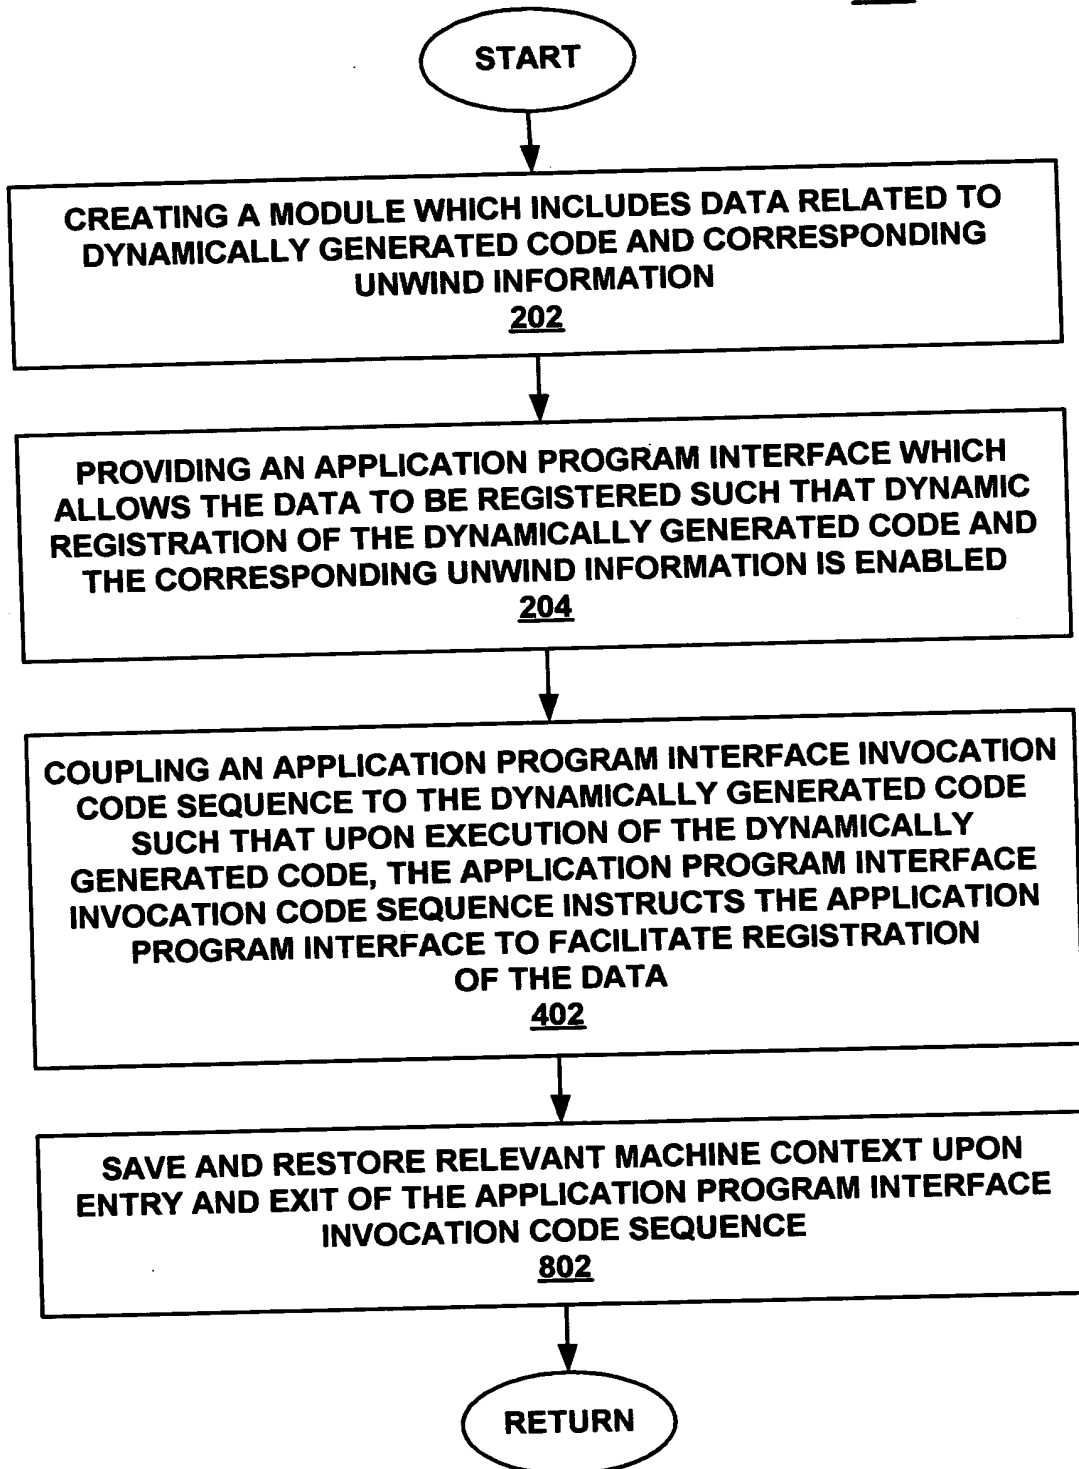 START
CREATING A MODULE WHICH INCLUDES DATA RELATED TO
DYNAMICALLY GENERATED CODE AND CORRESPONDING
UNWIND INFORMATION
202
PROVIDING AN APPLICATION PROGRAM INTERFACE WHICH
ALLOWS THE DATA TO BE REGISTERED SUCH THAT DYNAMIC
REGISTRATION OF THE DYNAMICALLY GENERATED CODE AND
THE CORRESPONDING UNWIND INFORMATION IS ENABLED
204
COUPLING AN APPLICATION PROGRAM INTERFACE INVOCATION
CODE SEQUENCE TO THE DYNAMICALLY GENERATED CODE
SUCH THAT UPON EXECUTION OF THE DYNAMICALLY
GENERATED CODE, THE APPLICATION PROGRAM INTERFACE
INVOCATION CODE SEQUENCE INSTRUCTS THE APPLICATION
PROGRAM INTERFACE TO FACILITATE REGISTRATION
OF THE DATA
402
SAVE AND RESTORE RELEVANT MACHINE CONTEXT UPON
ENTRY AND EXIT OF THE APPLICATION PROGRAM INTERFACE
INVOCATION CODE SEQUENCE
802
RETURN